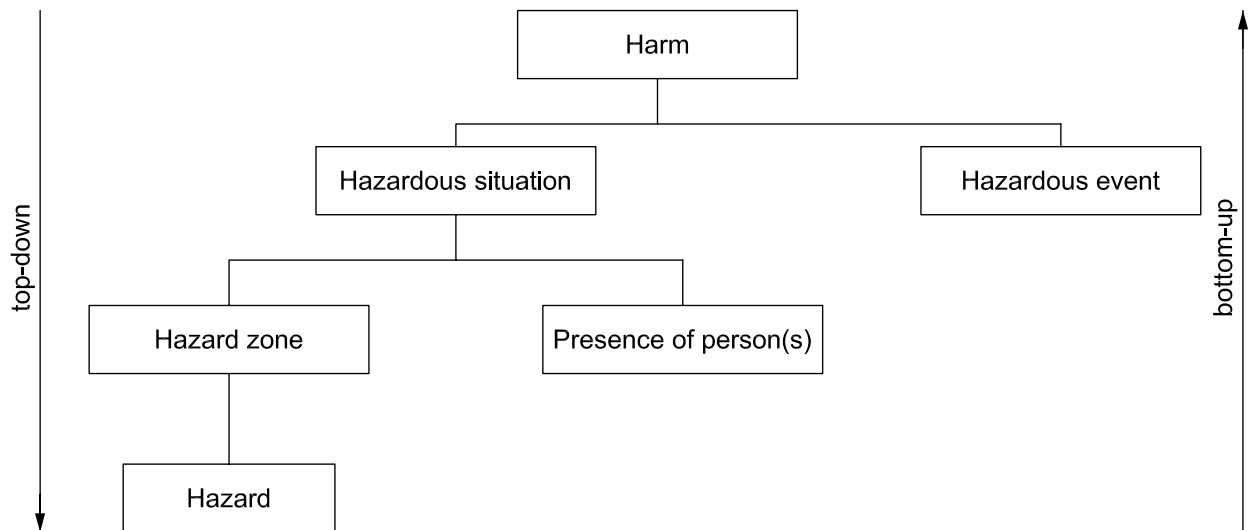 Harm
Hazardous situation
Hazardous event
top-down
bottom-up
Hazard zone
Presence of person(s)
Hazard